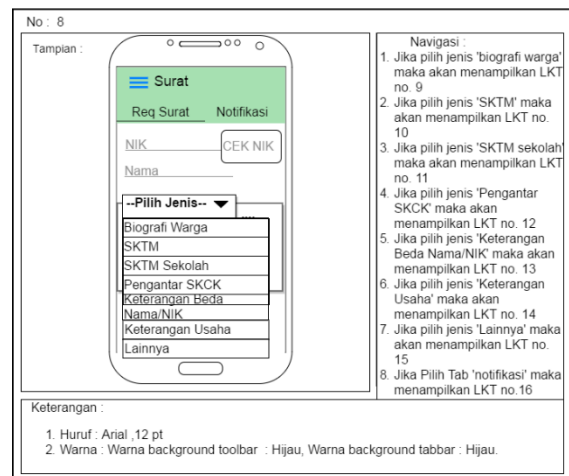 No : 8
Tampian :
Surat
Req Surat Notifikasi
NIK CEK NIK
Nama
--Pilih Jenis--
Biografi Warga
SKTM
SKTM Sekolah
Pengantar SKCK
Keterangan Beda
Nama/NIK
Keterangan Usaha
Lainnya
Navigasi :
1. Jika pilih jenis 'biografi warga'
maka akan menampilkan LKT
no. 9
2. Jika pilih jenis 'SKTM' maka
akan menampilkan LKT no.
10
3. Jika pilih jenis 'SKTM sekolah'
maka akan menampilkan LKT
no. 11
4. Jika pilih jenis 'Pengantar
SKCK' maka akan
menampilkan LKT no. 12
5. Jika pilih jenis 'Keterangan
Beda Nama/NIK' maka akan
menampilkan LKT no. 13
6. Jika pilih jenis 'Keterangan
Usaha' maka akan
menampilkan LKT no. 14
7. Jika pilih jenis 'Lainnya' maka
akan menampilkan LKT no.
15
8. Jika Pilih Tab 'notifikasi' maka
menampilkan LKT no.16
Keterangan :
1. Huruf : Arial ,12 pt
2. Warna : Warna background toolbar : Hijau, Warna background tabbar : Hijau.